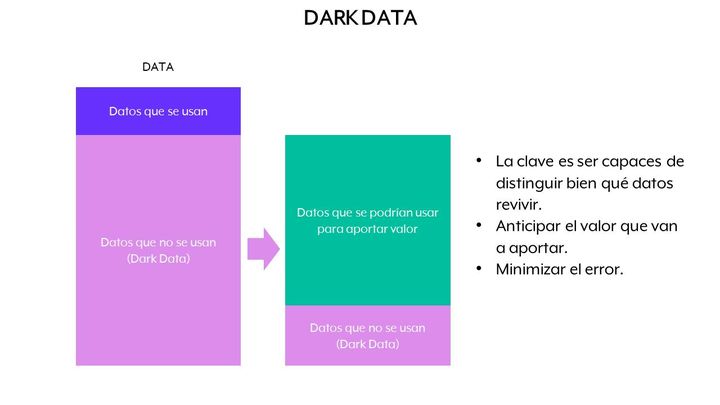 DARK DATA
DATA
Datos que se usan
Datos que no se usan
(Dark Data)
Datos que se podrían usar
para aportar valor
Datos que no se usan
(Dark Data)
• La clave es ser capaces de
distinguir bien qué datos
revivir.
• Anticipar el valor que van
a aportar.
• Minimizar el error.